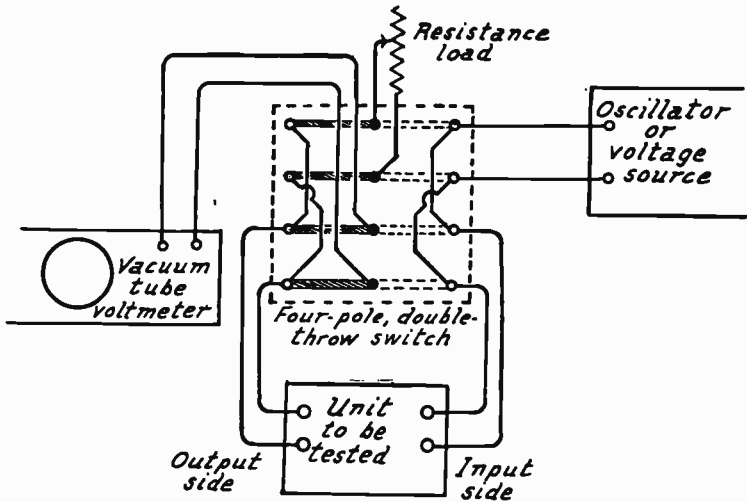 Resistance
load
Oscillator
or
voltage
source
Vacuum
tube
voltmeter
Four-pole, double-
throw switch
Unit
to be
tested
Output
side
Input
side